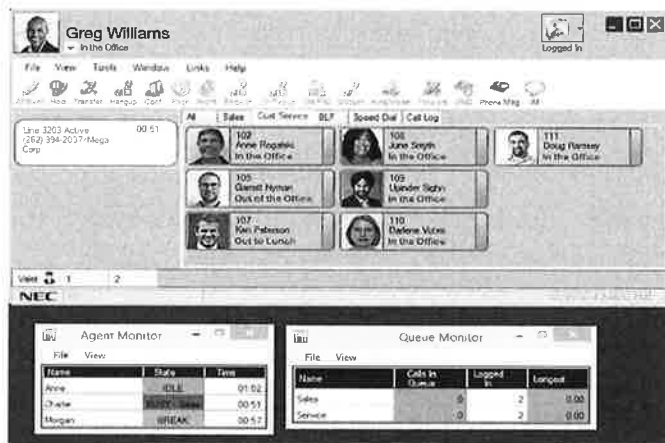 Greg Williams
In the Office
Logged In
File View Tools Window Links Help
Hold Transfer Hangup Conf Page Phone Msg
All Sales Cust Service BLF Speed Dial Call Log
Line 3203 Active 00:51
(262) 394-2037/Mega
Corp
102
Anne Rogalski
In the Office
108
June Smyth
In the Office
111
Doug Ramsey
In the Office
105
Garrett Nyman
Out of the Office
109
Upinder Sighn
In the Office
107
Ken Paterson
Out to Lunch
110
Darlene
In the Office
1 2
NEC
Agent Monitor
File View
Name State Time
Anne IDLE 01:02
Charlie BUSY 00:51
Morgan BREAK 00:57
Queue Monitor
File View
Name Calls In Queue Logged In Longest
Sales 0 2 0.00
Service 0 2 0.00